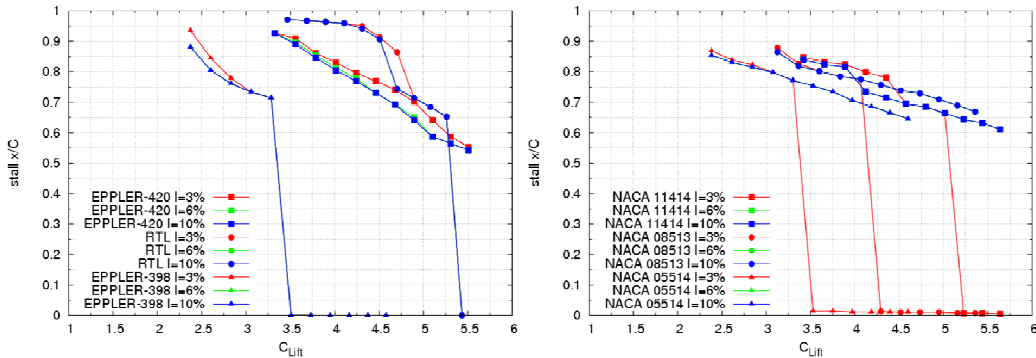 1
0.9
0.8
0.7
0.6
0.5
0.4
0.3
0.2
0.1
0
stall x/C
EPPLER-420 I=3%
EPPLER-420 I=6%
EPPLER-420 I=10%
RTL I=3%
RTL I=6%
RTL I=10%
EPPLER-398 I=3%
EPPLER-398 I=6%
EPPLER-398 I=10%
1 1.5 2 2.5 3 3.5 4 4.5 5 5.5 6
C Lift
1
0.9
0.8
0.7
0.6
0.5
0.4
0.3
0.2
0.1
0
stall x/C
NACA 11414 I=3%
NACA 11414 I=6%
NACA 11414 I=10%
NACA 08513 I=3%
NACA 08513 I=6%
NACA 08513 I=10%
NACA 05514 I=3%
NACA 05514 I=6%
NACA 05514 I=10%
1 1.5 2 2.5 3 3.5 4 4.5 5 5.5 6
C Lift